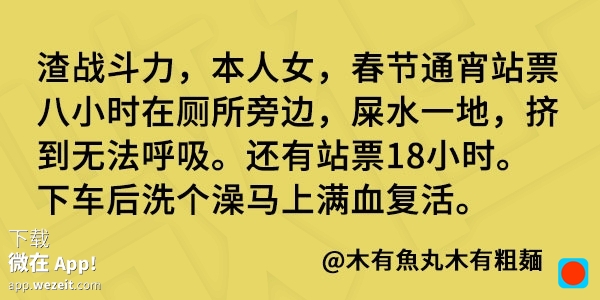 渣战斗力，本人女，春节通宵站票
八小时在厕所旁边，屎水一地，挤
到无法呼吸。还有站票18小时。
下车后洗个澡马上满血复活。
@木有魚丸木有粗麺
下载
微在 App!
app.wezeit.com